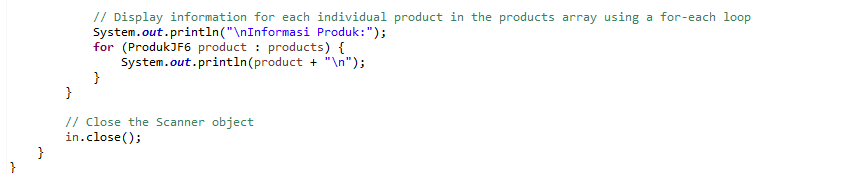 // Display information for each individual product in the products array using a for-each loop
System.out.println("\nInformasi Produk:");
for (ProdukJF6 product : products) {
System.out.println(product + "\n");
}
}
// Close the Scanner object
in.close();
}
}